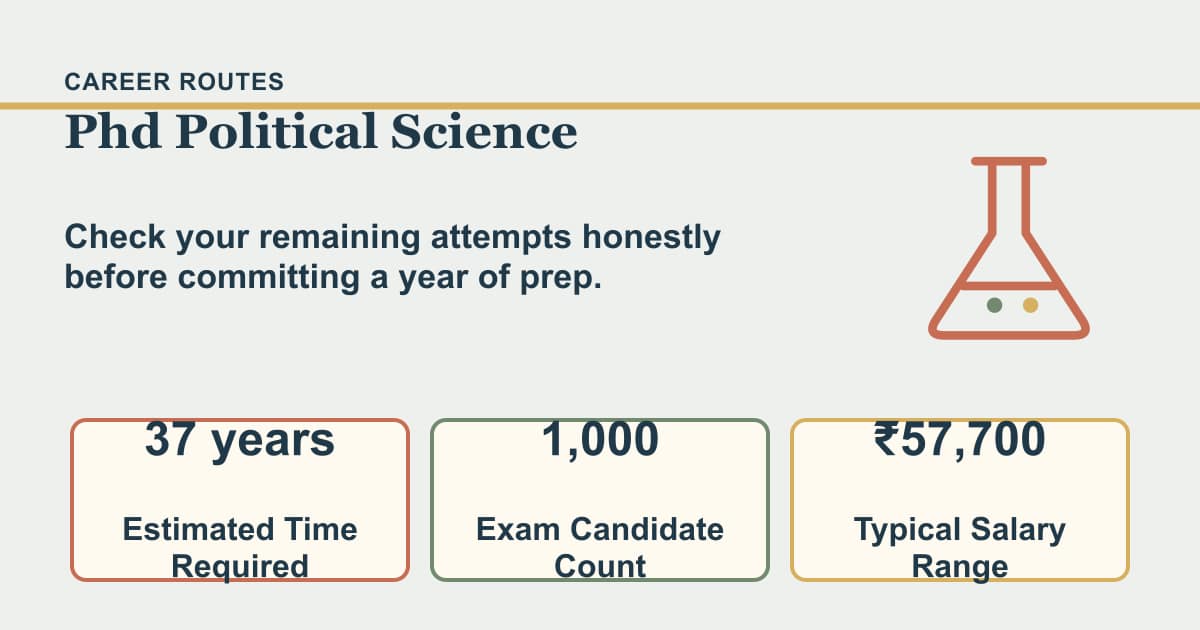 CAREER ROUTES
Phd Political Science
Check your remaining attempts honestly
before committing a year of prep.
37 years
Estimated Time
Required
1,000
Exam Candidate
Count
₹57,700
Typical Salary
Range